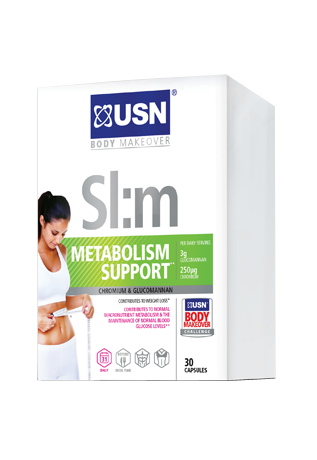 USN®
BODY MAKEOVER
Sl:m
METABOLISM
SUPPORT**
PER DAILY SERVING
3g
GLUCOMANNAN
250µg
CHROMIUM
CHROMIUM & GLUCOMANNAN
CONTRIBUTES TO WEIGHT LOSS*
CONTRIBUTES TO NORMAL
MACRONUTRIENT METABOLISM & THE
MAINTENANCE OF NORMAL BLOOD
GLUCOSE LEVELS**
USN
BODY
MAKEOVER
CHALLENGE
31
30
CAPSULES